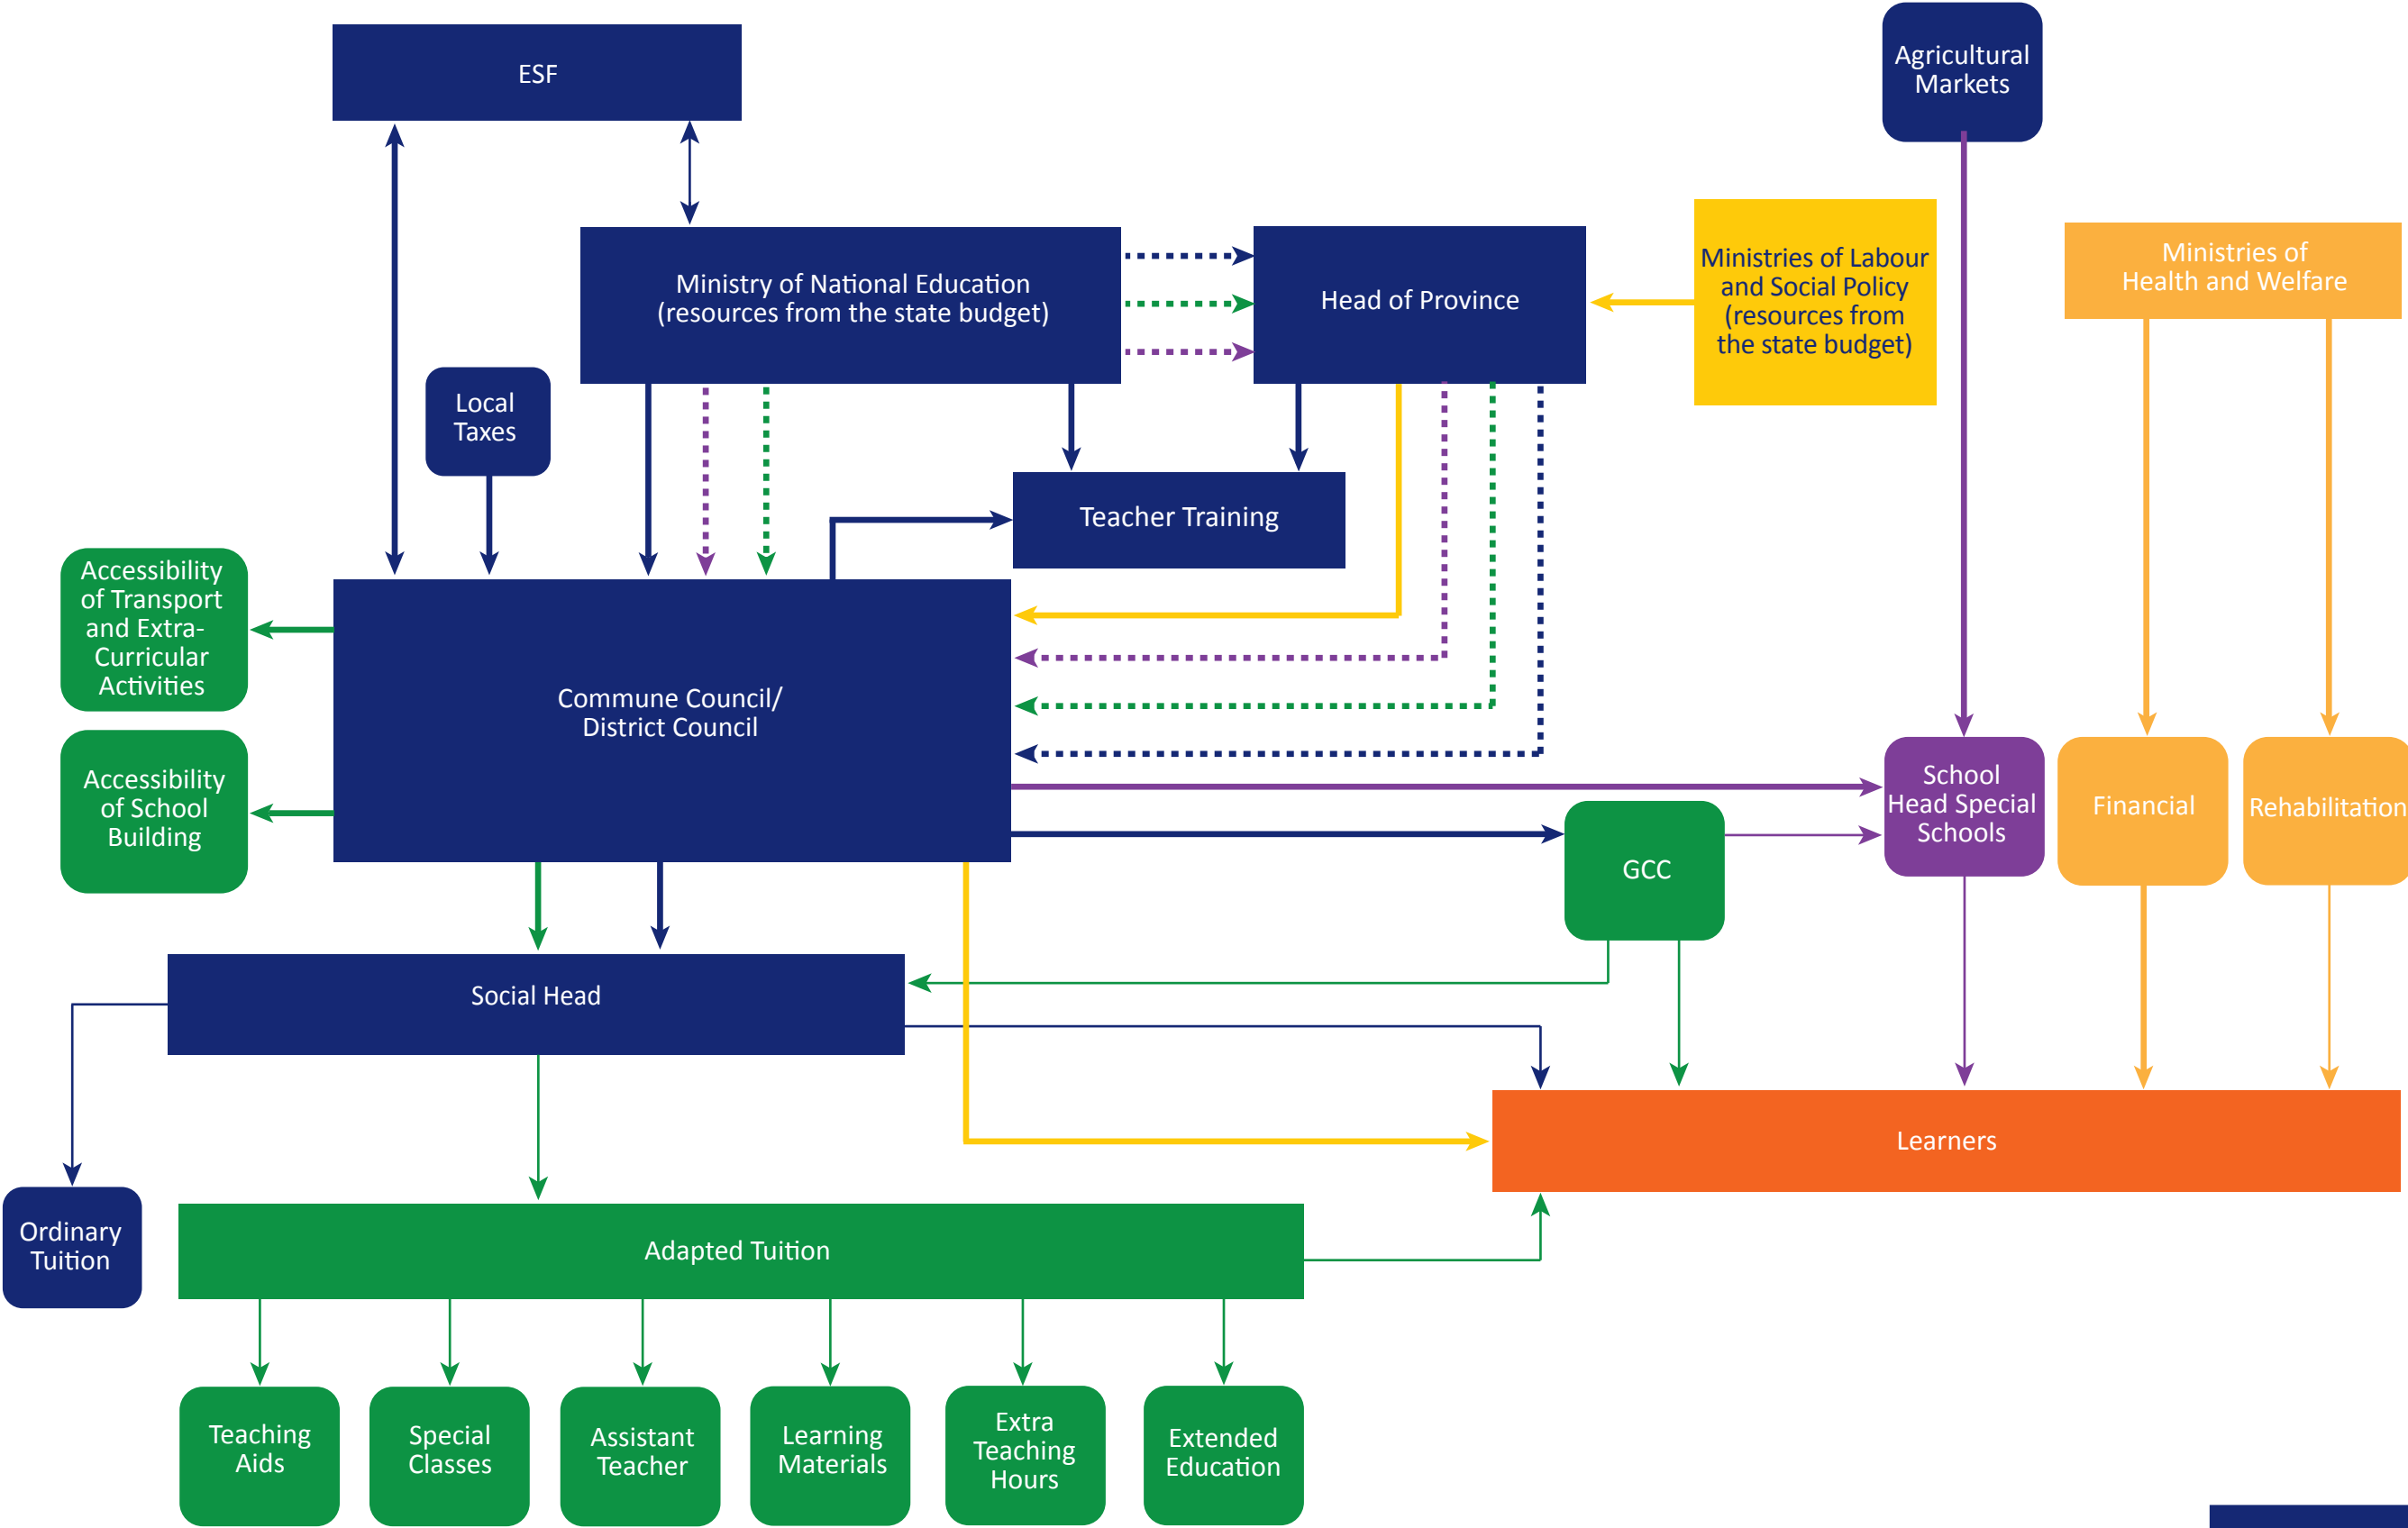 ESF
Agricultural
Markets
Ministry of National Education
(resources from the state budget)
Head of Province
Ministries of Labour
and Social Policy
(resources from
the state budget)
Ministries of
Health and Welfare
Local
Taxes
Teacher Training
Accessibility
of Transport
and Extra-
Curricular
Activities
Commune Council/
District Council
Accessibility
of School
Building
School
Head Special
Schools
Financial
Rehabilitation
GCC
Social Head
Learners
Ordinary
Tuition
Adapted Tuition
Teaching
Aids
Special
Classes
Assistant
Teacher
Learning
Materials
Extra
Teaching
Hours
Extended
Education